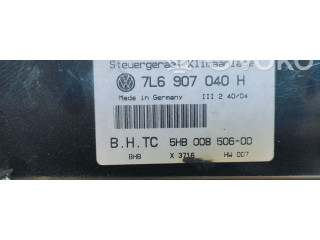 Steuergeraet Klimaanlage
7L6 907 040 H
Made in Germany III 2 40/04
B.H.TC 5HB 008 506-00
BHB X 3716 HW 007